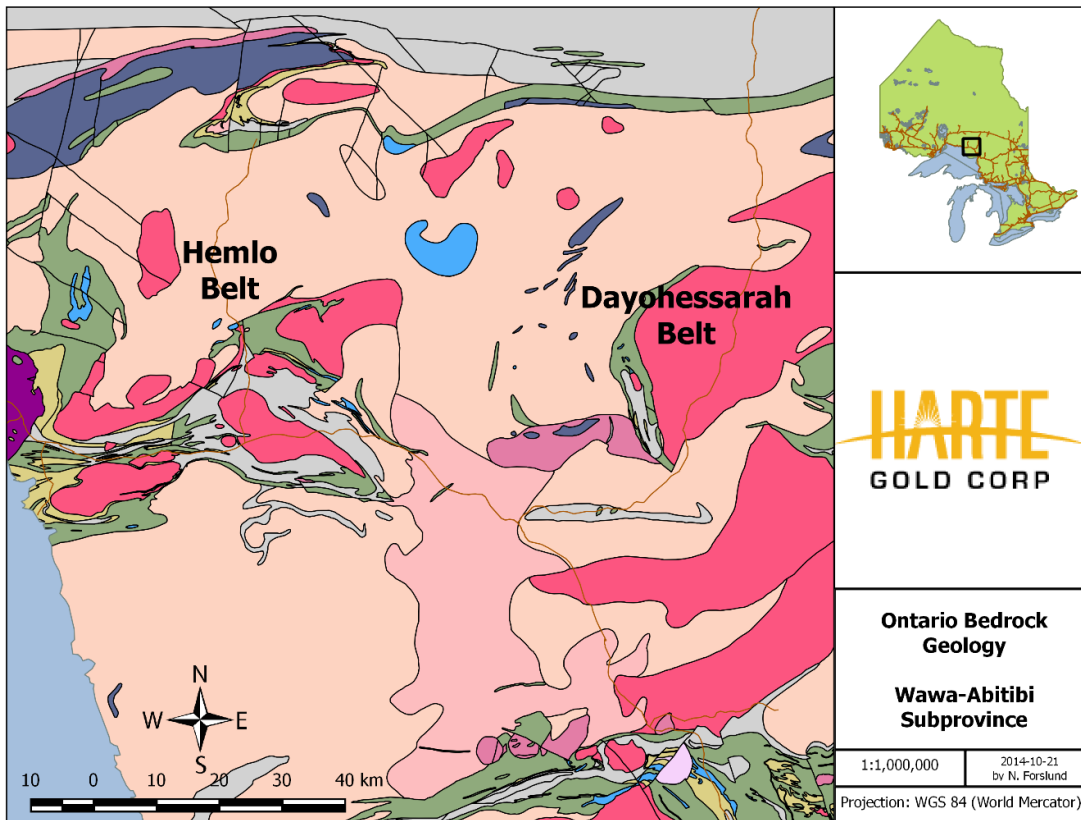 Hemlo
Belt
Dayohessarah
Belt
N
W E
S
10 0 10 20 30 40 km
HARTE
GOLD CORP
Ontario Bedrock
Geology
Wawa-Abitibi
Subprovince
1:1,000,000
2014-10-21
by N. Forslund
Projection: WGS 84 (World Mercator)